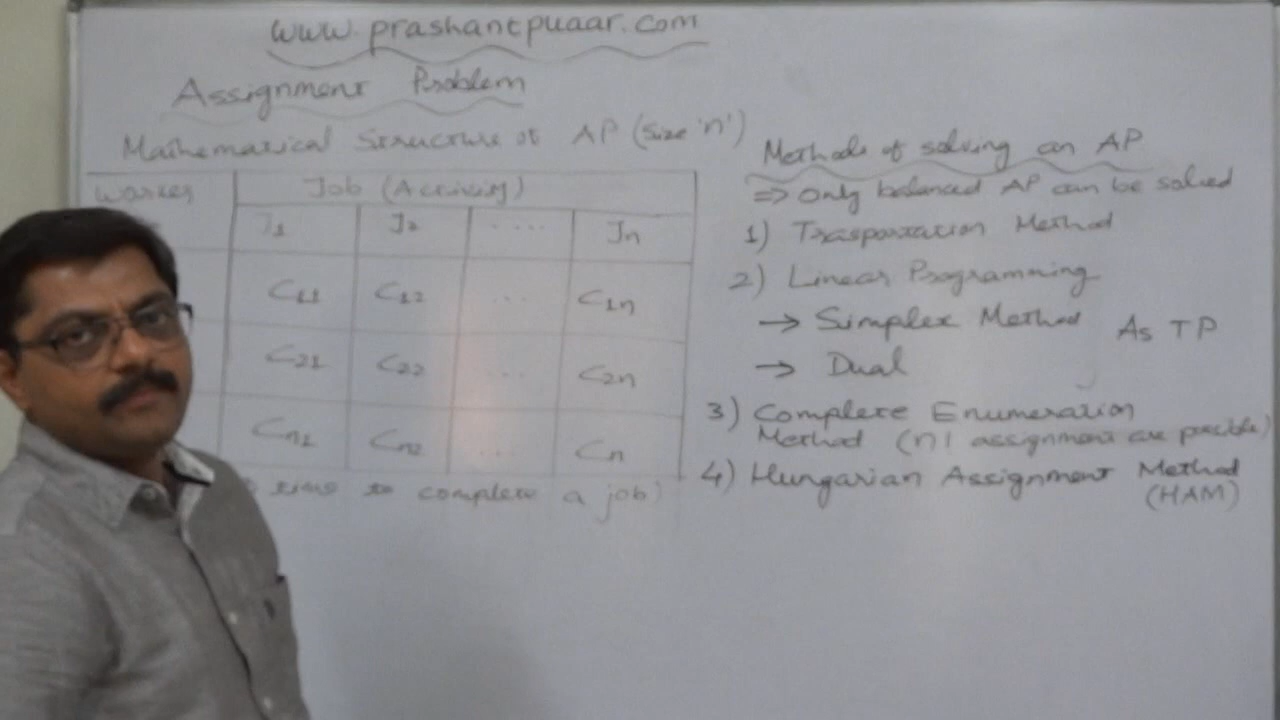 www.prashantpuaar.com
Assignment Problem
Mathematical Structure of AP (Size 'n')
Worker Job (Activity)
J1 J2 ..... Jn
C11 C12 ... C1n
C21 C22 ... C2n
Cn1 Cn2 ... Cn
time to complete a job)
Methods of solving an AP
⇒ Only balanced AP can be solved
1) Trasportation Method
2) Linear Programming
→ Simplex Method As TP
→ Dual
3) Complete Enumeration
Method (n! assignment are possible)
4) Hungarian Assignment Method
(HAM)